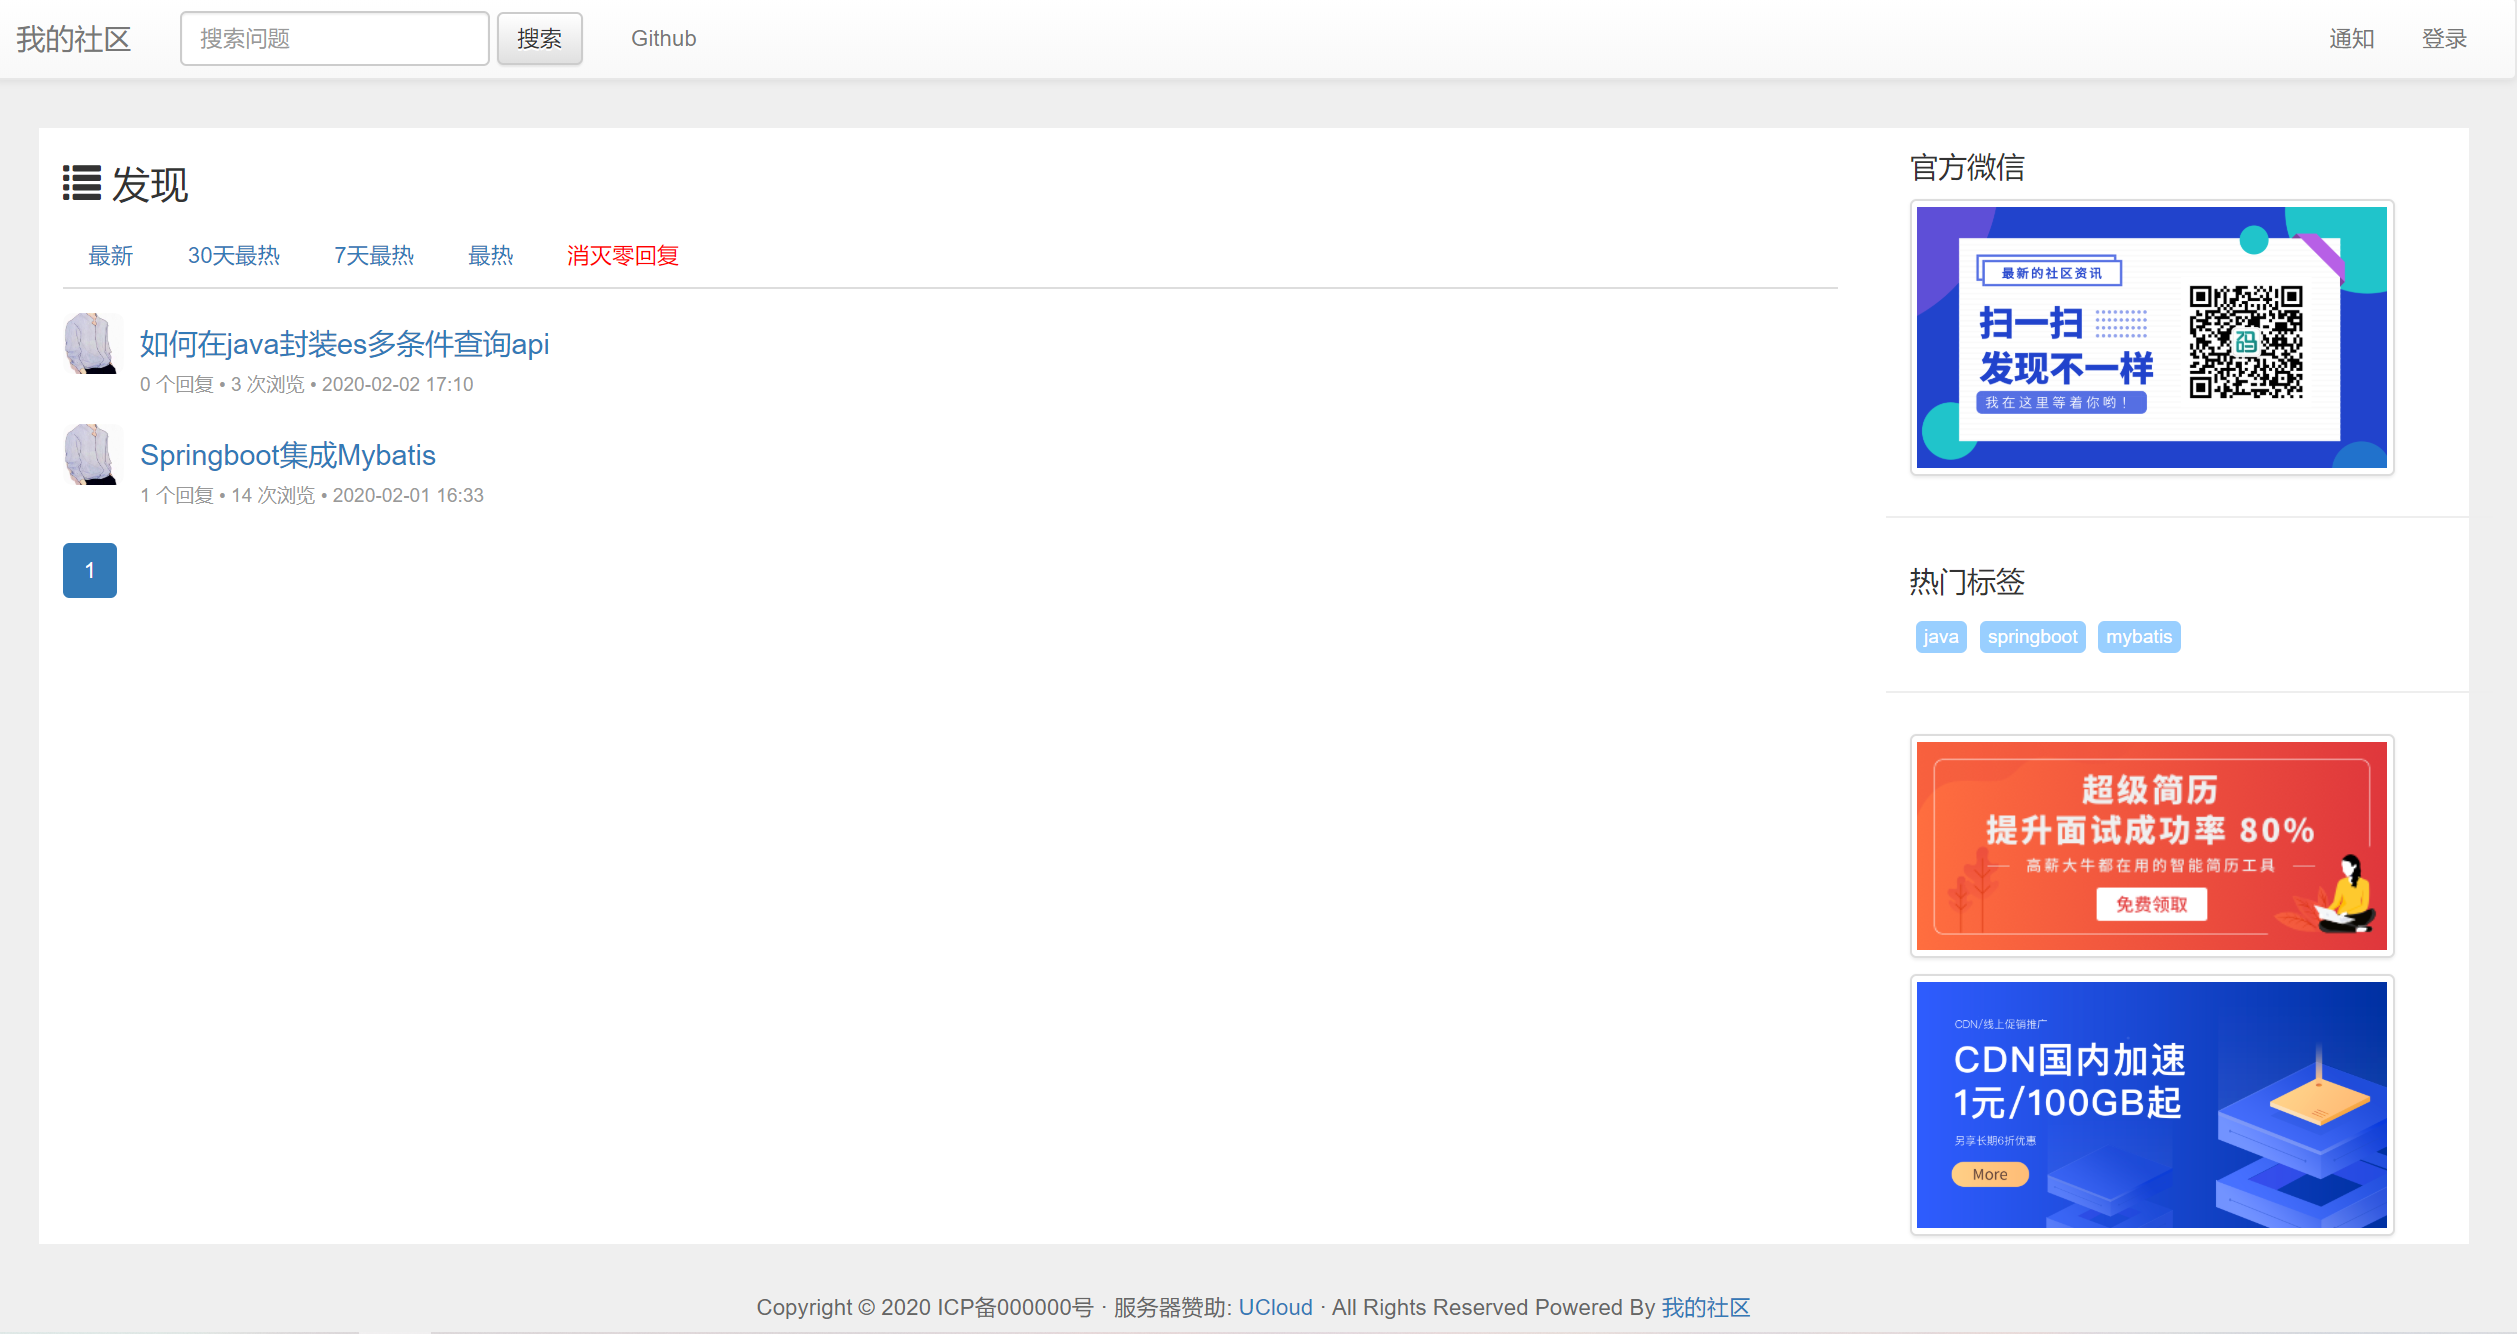 我的社区 搜索问题 搜索 Github 通知 登录
发现
最新 30天最热 7天最热 最热 消灭零回复
如何在java封装es多条件查询api
0 个回复 • 3 次浏览 • 2020-02-02 17:10
Springboot集成Mybatis
1 个回复 • 14 次浏览 • 2020-02-01 16:33
1
官方微信
最新的社区资讯
扫一扫
发现不一样
我在这里等着你哟！
码
热门标签
java springboot mybatis
超级简历
提升面试成功率 80%
高薪大牛都在用的智能简历工具
免费领取
CDN/线上促销推广
CDN国内加速
1元/100GB起
另享长期6折优惠
More
Copyright © 2020 ICP备000000号 · 服务器赞助: UCloud · All Rights Reserved Powered By 我的社区